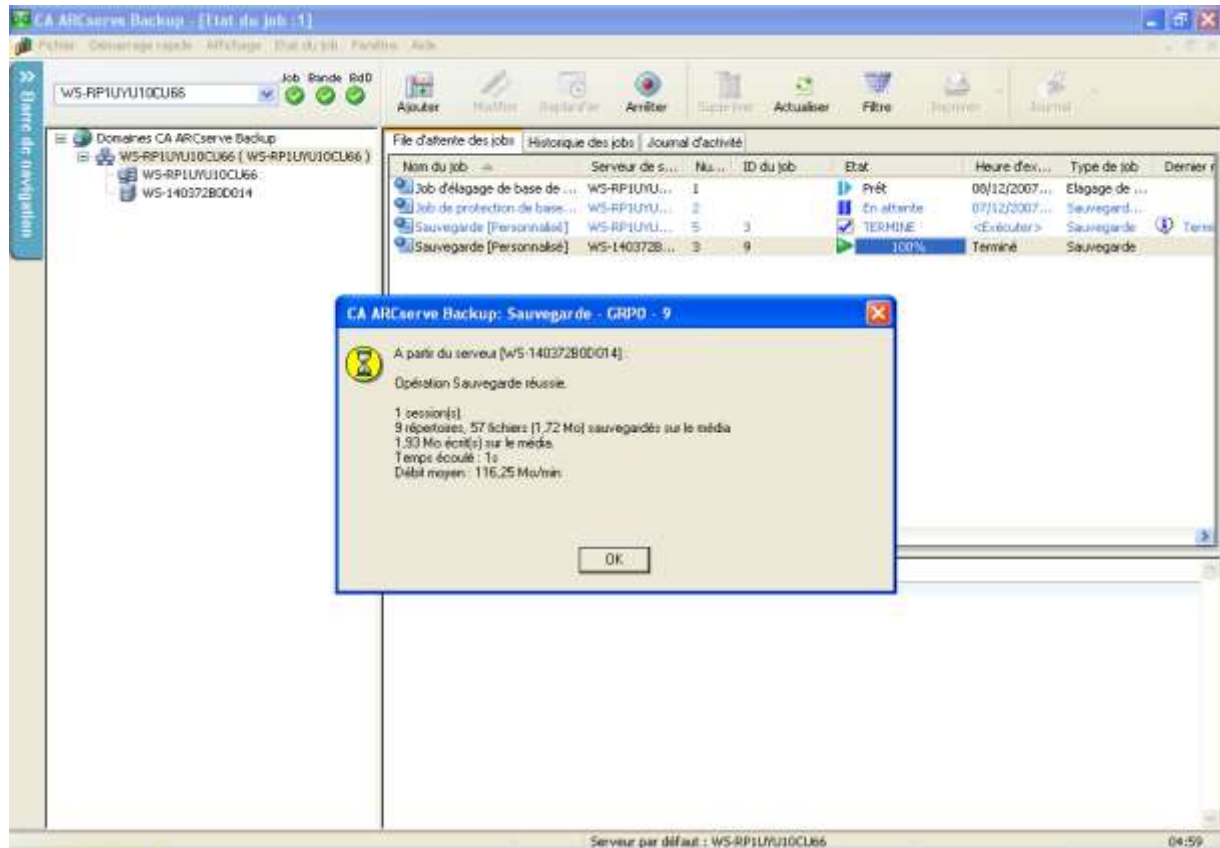 CA ARCserve Backup - [Etat du job :1]
Fichier Démarrage rapide Affichage Etat du job Fenêtre Aide
Barre de navigation
WS-RP1UYU10CU66
Job Bande BdD
Ajouter Modifier Replanifier Arrêter Supprimer Actualiser Filtre Imprimer Journal
Domaines CA ARCserve Backup
WS-RP1UYU10CU66 ( WS-RP1UYU10CU66 )
WS-RP1UYU10CU66
WS-140372B0D014
File d'attente des jobs Historique des jobs Journal d'activité
Nom du job Serveur de s... Nu... ID du job Etat Heure d'ex... Type de job Dernier r
Job d'élagage de base de ... WS-RP1UYU... 1 Prêt 08/12/2007... Elagage de ...
Job de protection de base... WS-RP1UYU... 2 En attente 07/12/2007... Sauvegard...
Sauvegarde [Personnalisé] WS-RP1UYU... 5 3 TERMINE <Exécuter> Sauvegarde Termi
Sauvegarde [Personnalisé] WS-140372B... 3 9 100% Terminé Sauvegarde
CA ARCserve Backup: Sauvegarde - GRP0 - 9
A partir du serveur [WS-140372B0D014] :
Opération Sauvegarde réussie.
1 session(s)
9 répertoires, 57 fichiers (1,72 Mo) sauvegardés sur le média
1.93 Mo écrit(s) sur le média.
Temps écoulé : 1s
Débit moyen : 116,25 Mo/min
OK
Serveur par défaut : WS-RP1UYU10CU66
04:59